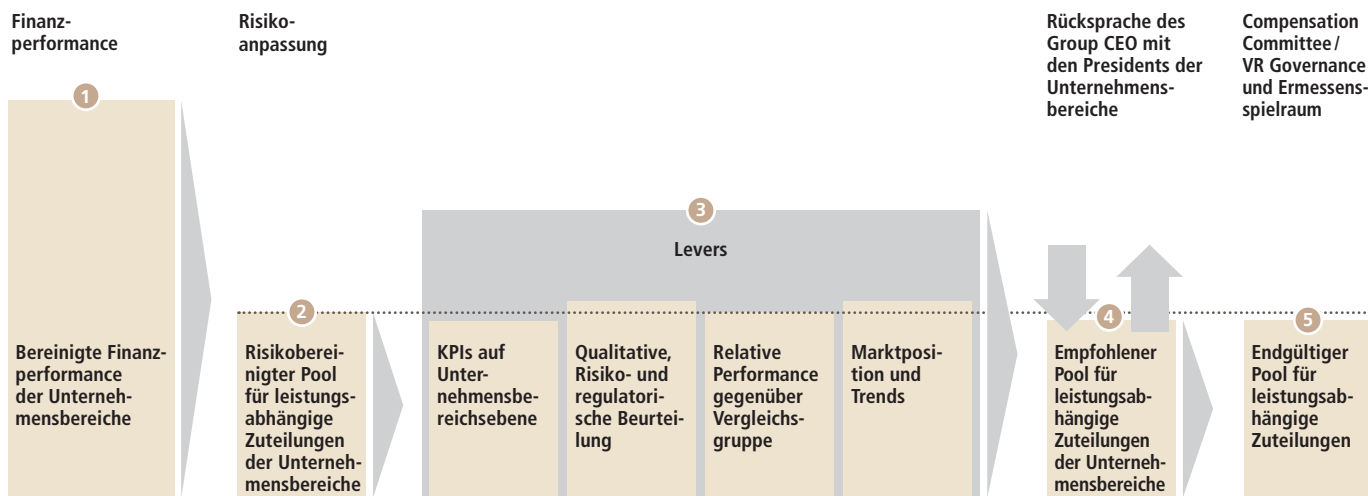 Finanz-
performance
Risiko-
anpassung
Rücksprache des
Group CEO mit
den Presidents der
Unternehmens-
bereiche
Compensation
Committee /
VR Governance
und Ermessens-
spielraum
1
Bereinigte Finanz-
performance
der Unterneh-
mensbereiche
2
Risikoberei-
nigter Pool
für leistungs-
abhängige
Zuteilungen
der Unterneh-
mensbereiche
3
Levers
KPIs auf
Unter-
nehmensbe-
reichsebene
Qualitative,
Risiko- und
regulatori-
sche Beurtei-
lung
Relative
Performance
gegenüber
Vergleichs-
gruppe
Marktposi-
tion und
Trends
4
Empfohlener
Pool für
leistungsab-
hängige
Zuteilungen
der Unterneh-
mensbereiche
5
Endgültiger
Pool für
leistungsab-
hängige
Zuteilungen